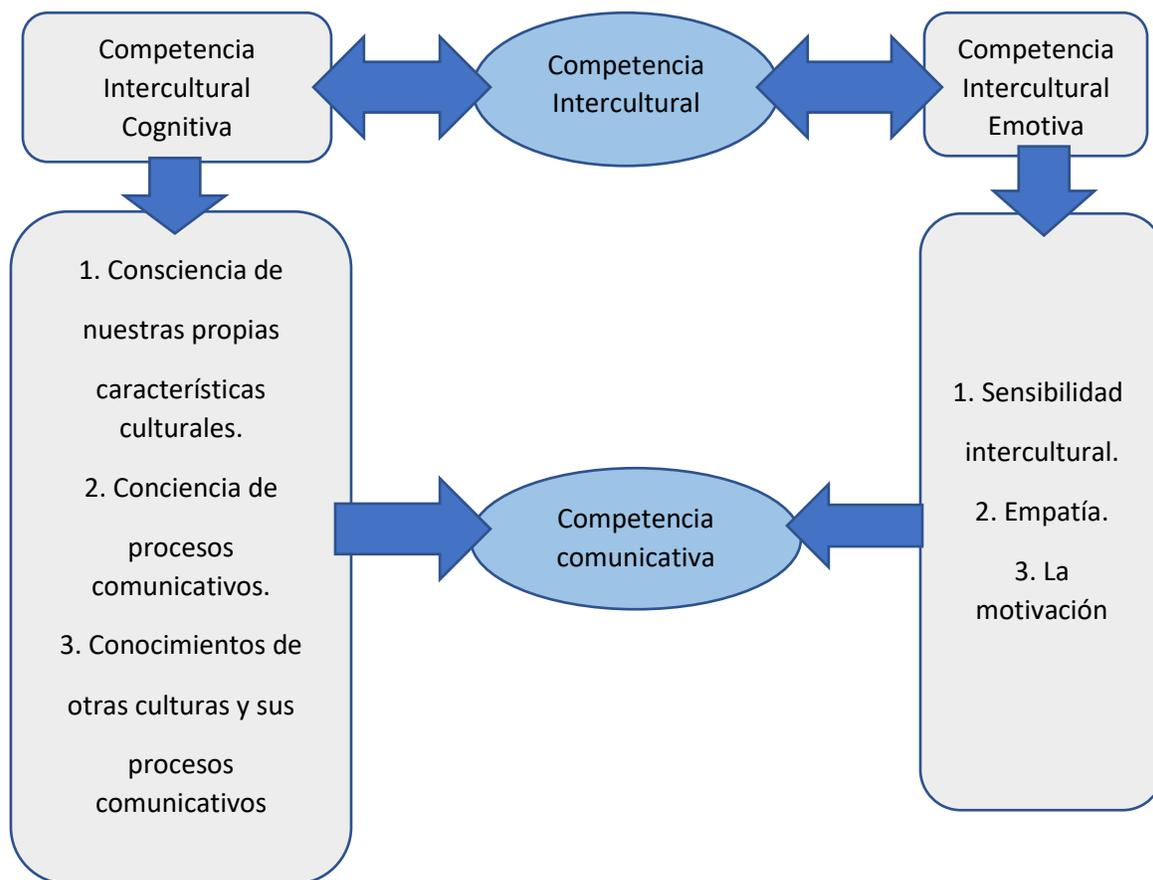 Competencia
Intercultural
Cognitiva
Competencia
Intercultural
Competencia
Intercultural
Emotiva
1. Consciencia de
nuestras propias
características
culturales.
2. Conciencia de
procesos
comunicativos.
3. Conocimientos de
otras culturas y sus
procesos
comunicativos
Competencia
comunicativa
1. Sensibilidad
intercultural.
2. Empatía.
3. La
motivación